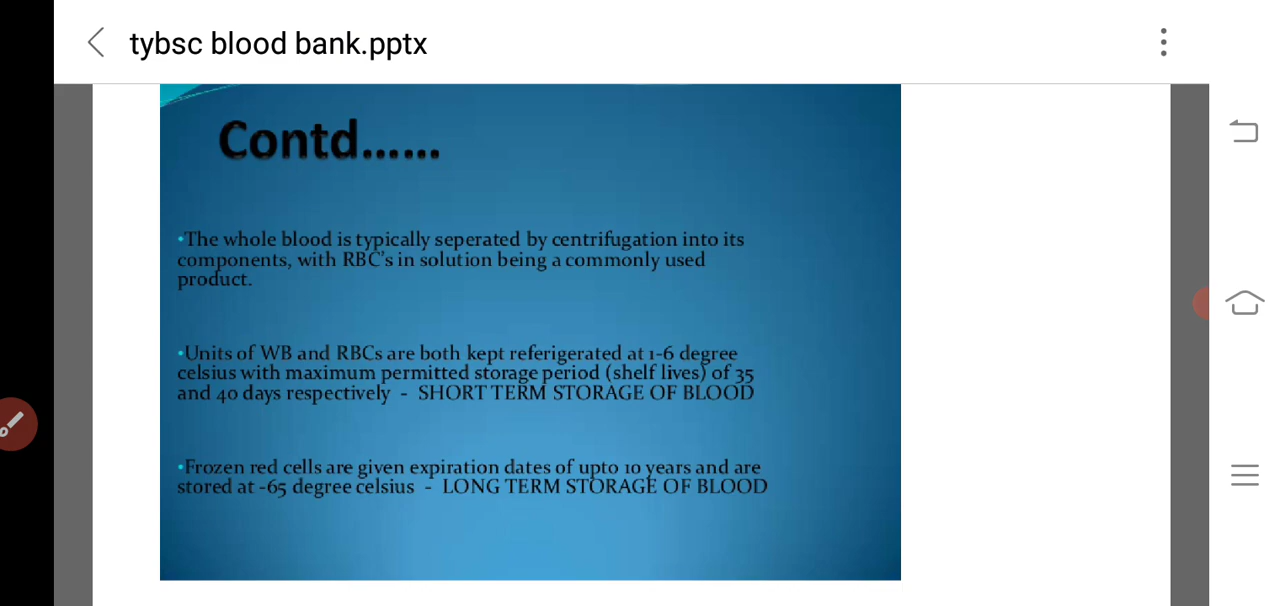 tybsc blood bank.pptx
Contd......
•The whole blood is typically seperated by centrifugation into its
components, with RBC's in solution being a commonly used
product.
•Units of WB and RBCs are both kept referigerated at 1-6 degree
celsius with maximum permitted storage period (shelf lives) of 35
and 40 days respectively - SHORT TERM STORAGE OF BLOOD
•Frozen red cells are given expiration dates of upto 10 years and are
stored at -65 degree celsius - LONG TERM STORAGE OF BLOOD